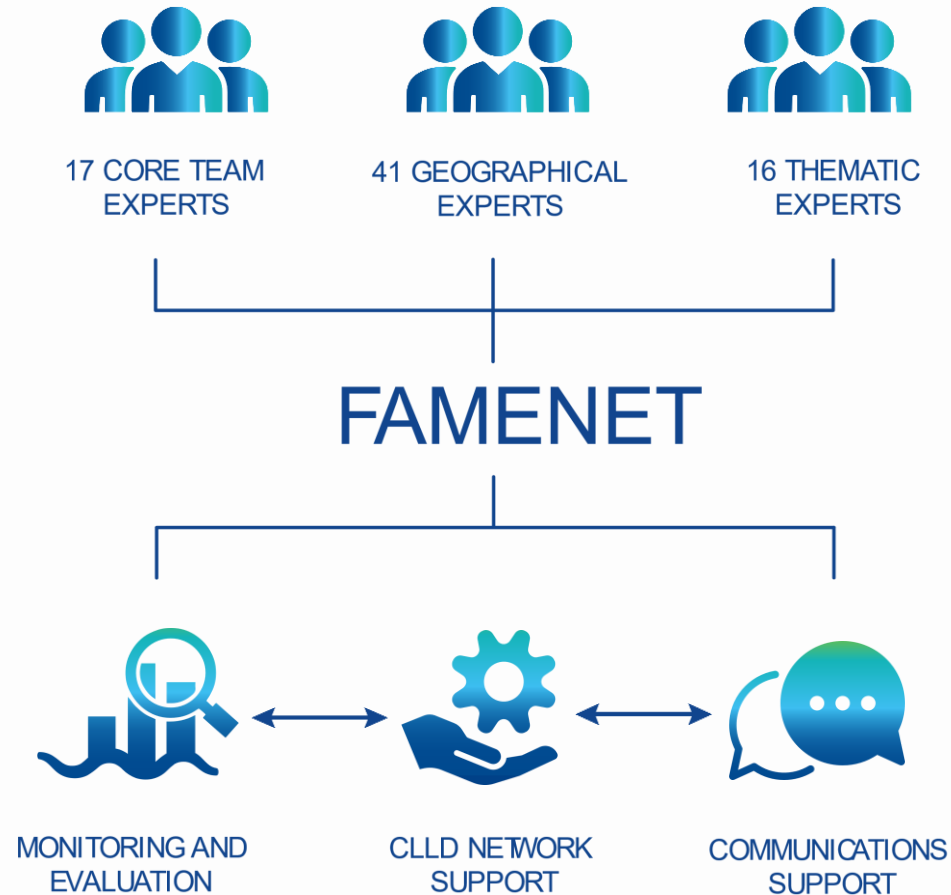 17 CORE TEAM
EXPERTS
41 GEOGRAPHICAL
EXPERTS
16 THEMATIC
EXPERTS
FAMENET
MONITORING AND
EVALUATION
CLLD NETWORK
SUPPORT
COMMUNICATIONS
SUPPORT